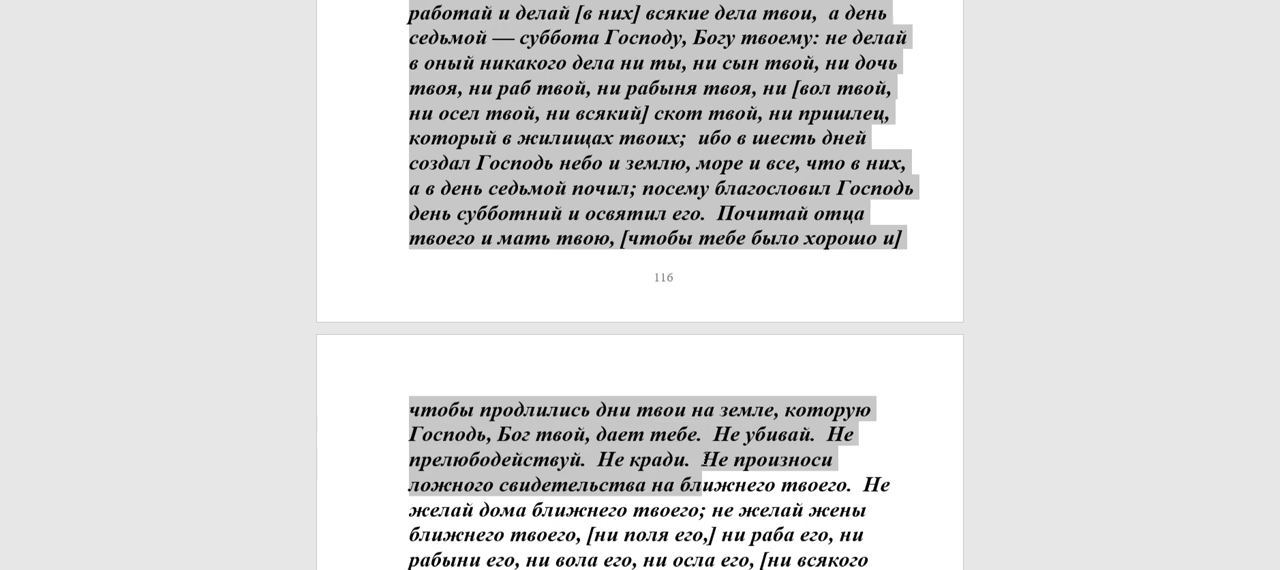 работай и делай [в них] всякие дела твои, а день
седьмой — суббота Господу, Богу твоему: не делай
в оный никакого дела ни ты, ни сын твой, ни дочь
твоя, ни раб твой, ни рабыня твоя, ни [вол твой,
ни осел твой, ни всякий] скот твой, ни пришлец,
который в жилищах твоих; ибо в шесть дней
создал Господь небо и землю, море и все, что в них,
а в день седьмой почил; посему благословил Господь
день субботний и освятил его. Почитай отца
твоего и мать твою, [чтобы тебе было хорошо и]
116
чтобы продлились дни твои на земле, которую
Господь, Бог твой, дает тебе. Не убивай. Не
прелюбодействуй. Не кради. Не произноси
ложного свидетельства на ближнего твоего. Не
желай дома ближнего твоего; не желай жены
ближнего твоего, [ни поля его,] ни раба его, ни
рабыни его, ни вола его, ни осла его, [ни всякого